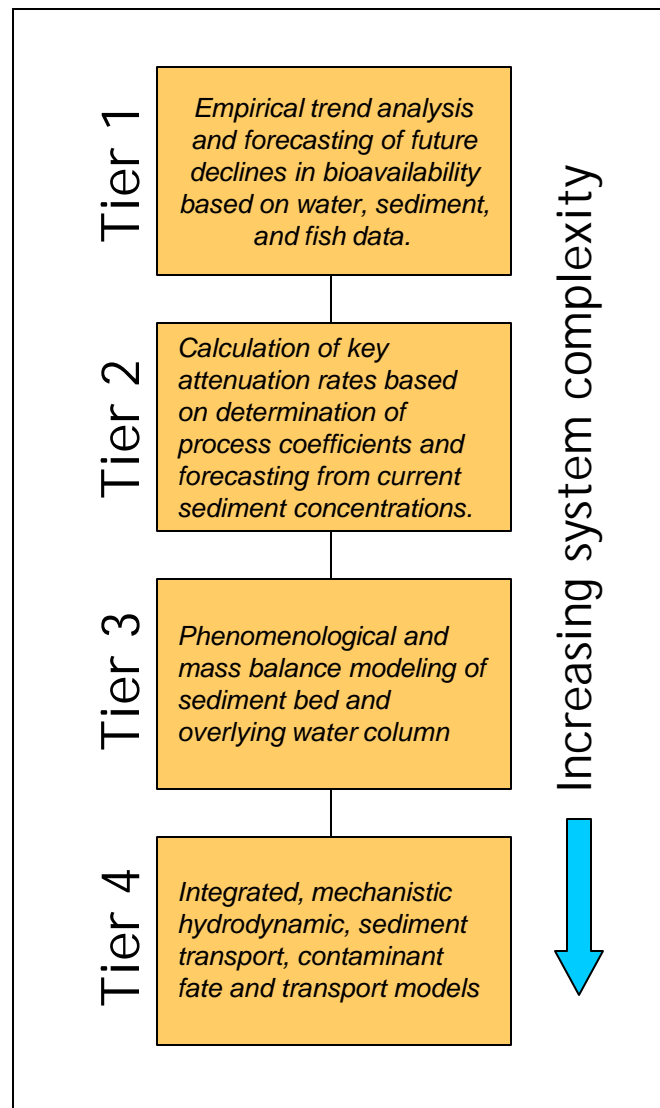 Tier 1
Empirical trend analysis
and forecasting of future
declines in bioavailability
based on water, sediment,
and fish data.
Tier 2
Calculation of key
attenuation rates based
on determination of
process coefficients and
forecasting from current
sediment concentrations.
Tier 3
Phenomenological and
mass balance modeling of
sediment bed and
overlying water column
Tier 4
Integrated, mechanistic
hydrodynamic, sediment
transport, contaminant
fate and transport models
Increasing system complexity